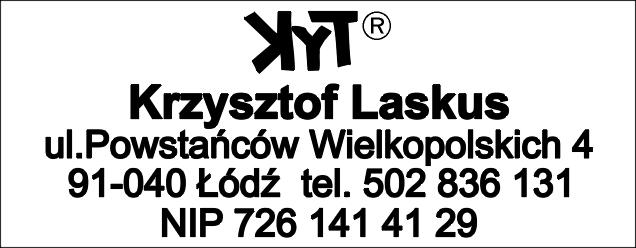 KyT®
Krzysztof Laskus
ul.Powstańców Wielkopolskich 4
91-040 Łódź tel. 502 836 131
NIP 726 141 41 29